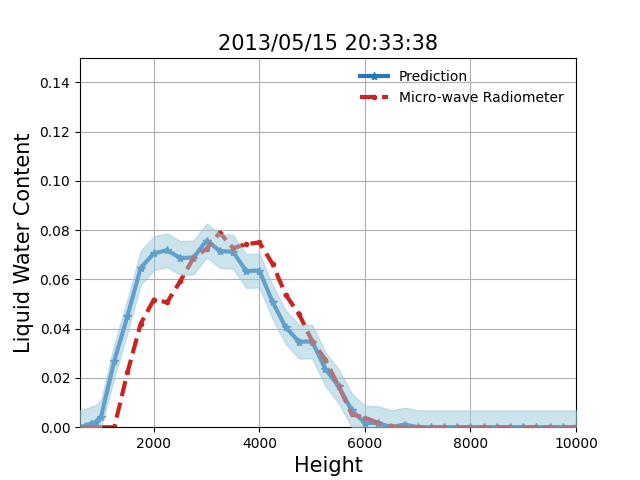 2013/05/15 20:33:38
Prediction
Micro-wave Radiometer
Liquid Water Content
0.14
0.12
0.10
0.08
0.06
0.04
0.02
0.00
2000 4000 6000 8000 10000
Height